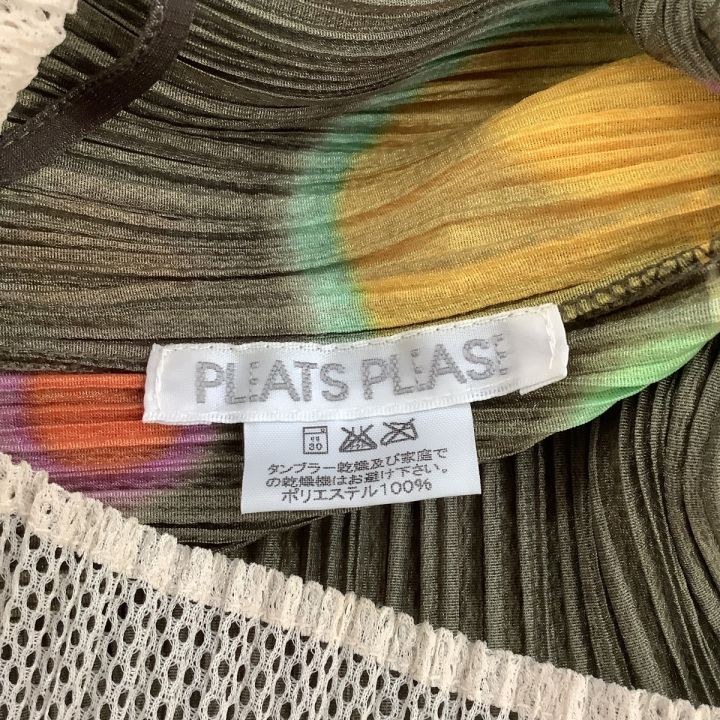 PLEATS PLEASE
弱
30
タンブラー乾燥及び家庭で
の乾燥機はお避け下さい。
ポリエステル100%